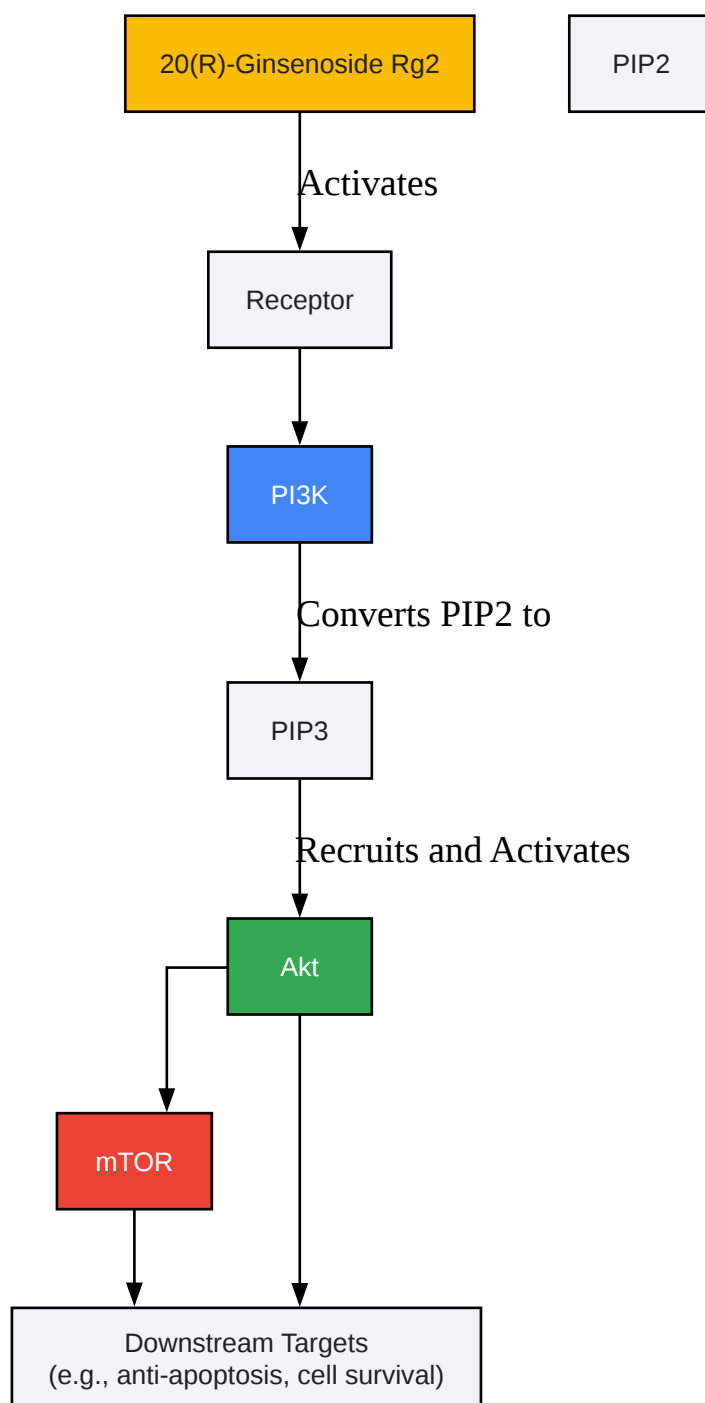 20(R)-Ginsenoside Rg2
PIP2
Activates
Receptor
PI3K
Converts PIP2 to
PIP3
Recruits and Activates
Akt
mTOR
Downstream Targets
(e.g., anti-apoptosis, cell survival)